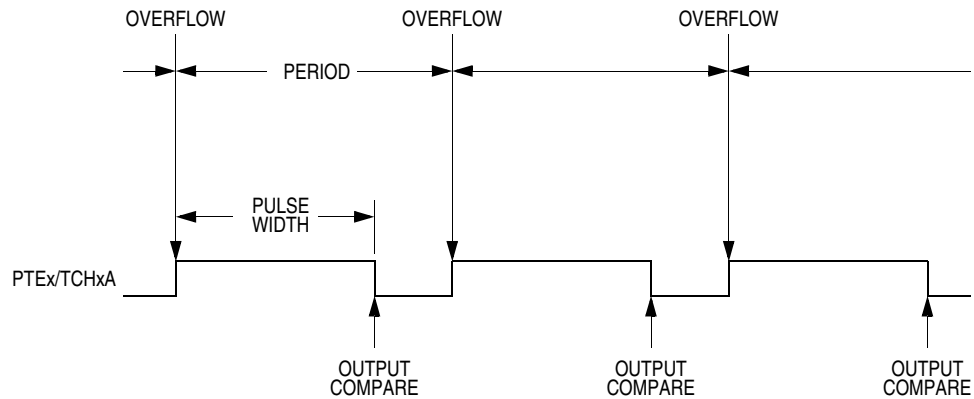 OVERFLOW OVERFLOW OVERFLOW
PERIOD
PULSE
WIDTH
PTEx/TCHxA
OUTPUT
COMPARE
OUTPUT
COMPARE
OUTPUT
COMPARE